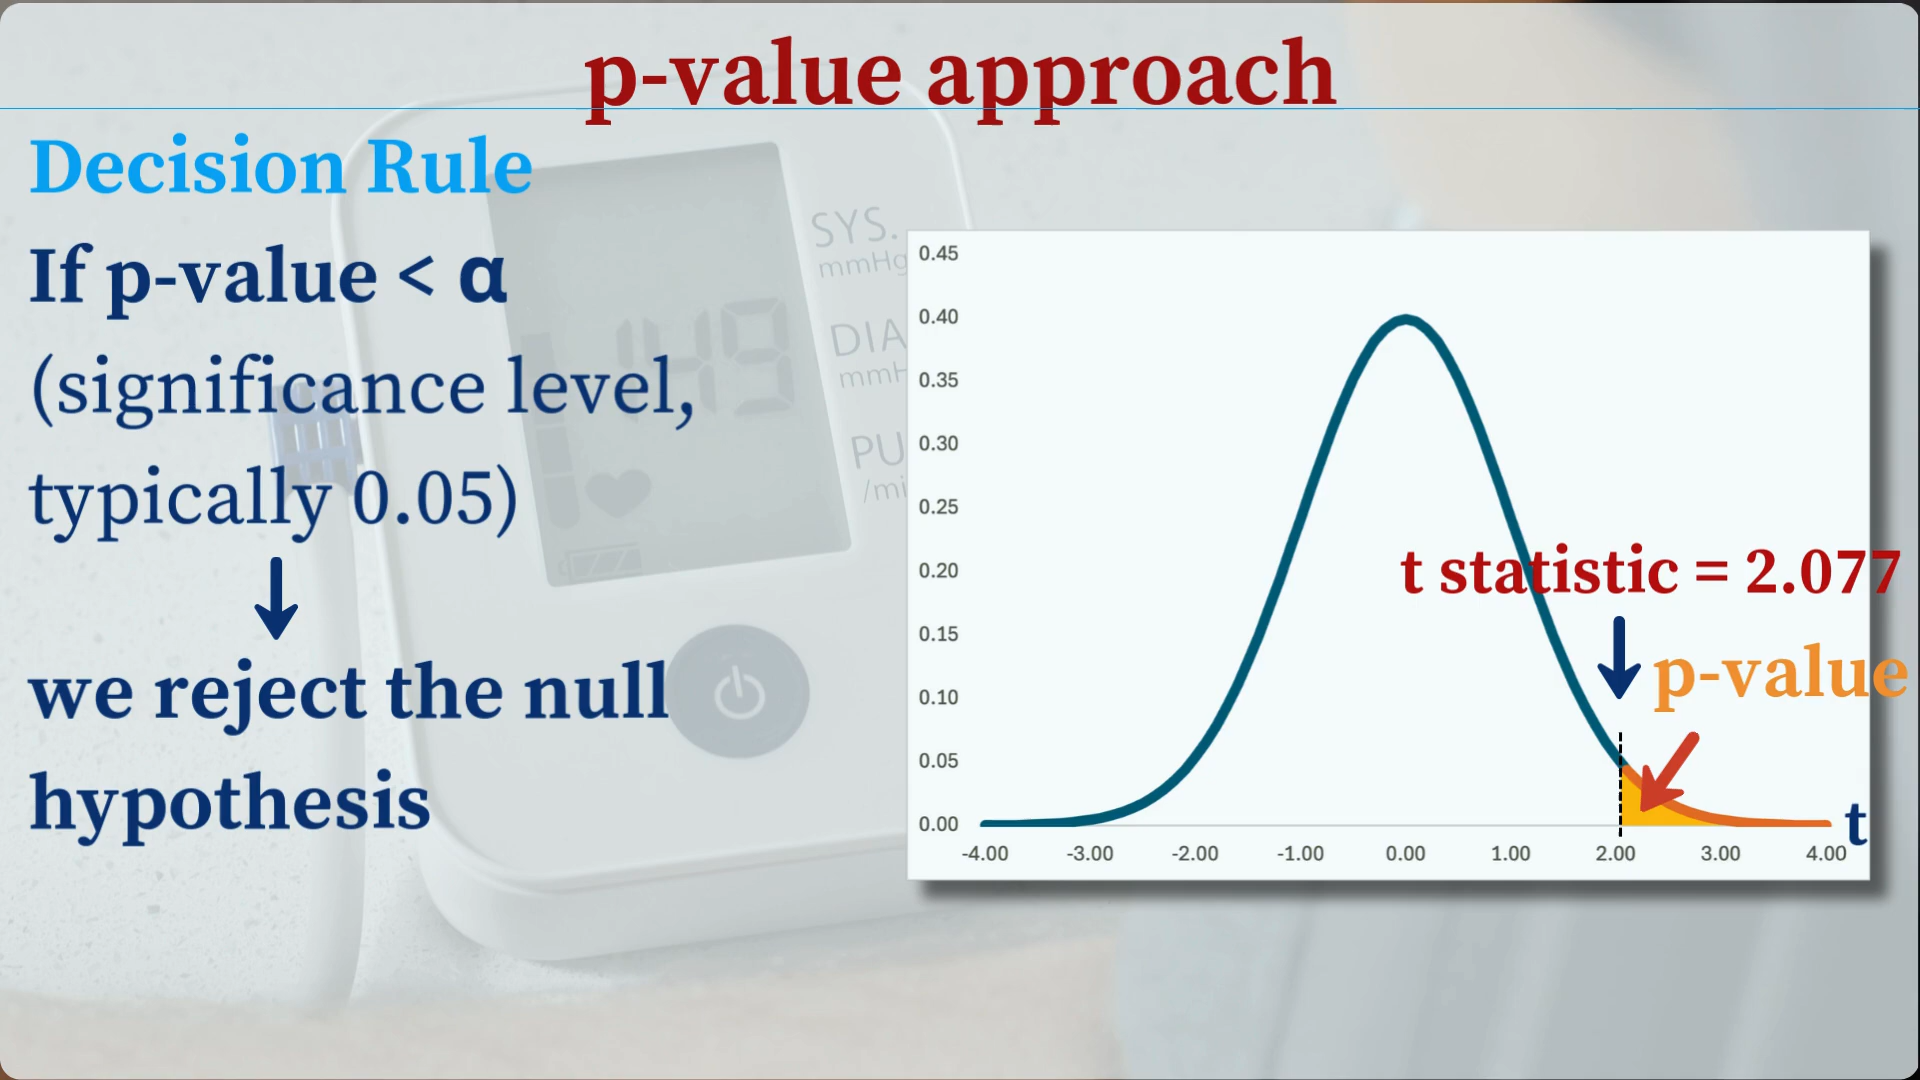 p-value approach
Decision Rule
If p-value < α
(significance level,
typically 0.05)
we reject the null
hypothesis
SYS.
mmHg
149
DIA
mmH
PU
/mi
0.45
0.40
0.35
0.30
0.25
0.20
0.15
0.10
0.05
0.00
-4.00 -3.00 -2.00 -1.00 0.00 1.00 2.00 3.00 4.00
t statistic = 2.077
p-value
t